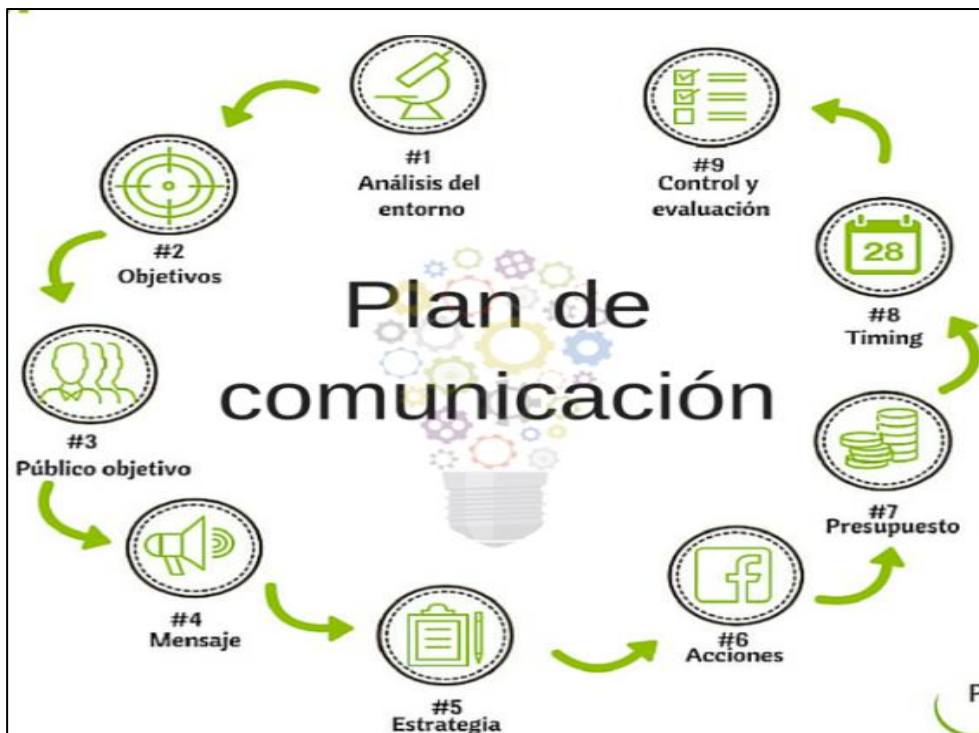 Plan de
comunicación
#1
Análisis del
entorno
#2
Objetivos
#3
Público objetivo
#4
Mensaje
#5
Estrategia
#6
Acciones
#7
Presupuesto
#8
Timing
28
#9
Control y
evaluación
P